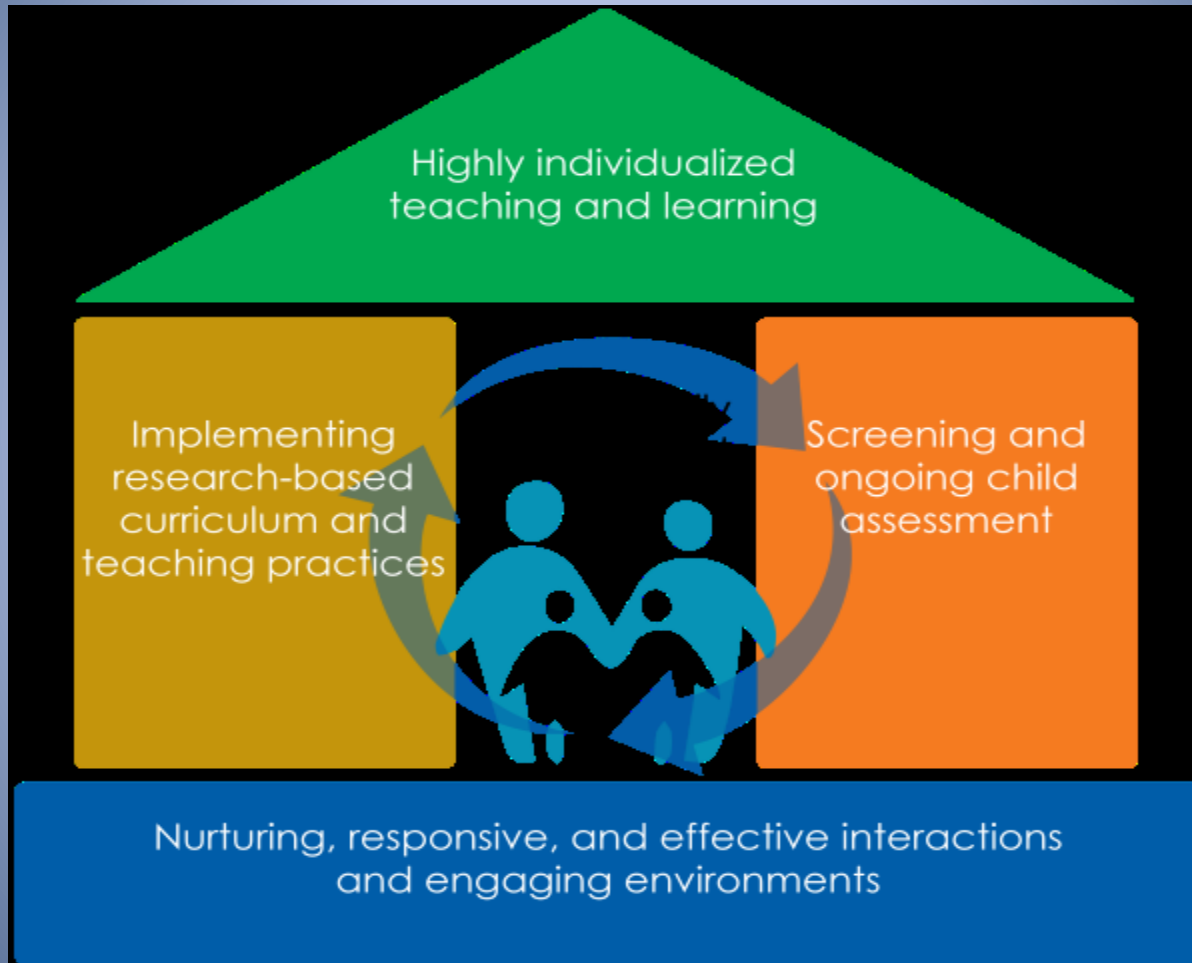 Highly individualized
teaching and learning
Implementing
research-based
curriculum and
teaching practices
Screening and
ongoing child
assessment
Nurturing, responsive, and effective interactions
and engaging environments